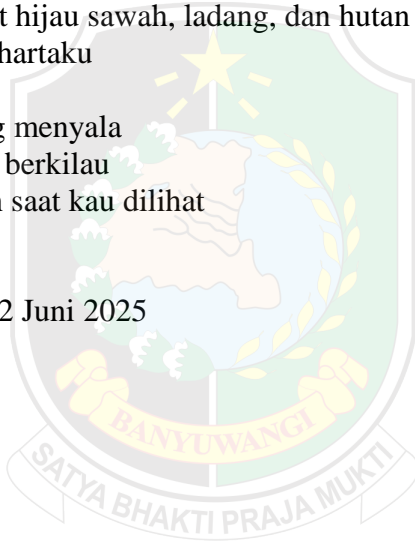 t hijau sawah, ladang, dan hutan
hartaku
g menyala
berkilau
n saat kau dilihat
2 Juni 2025
BANYUWANGI
SATYA BHAKTI PRAJA MUKTI